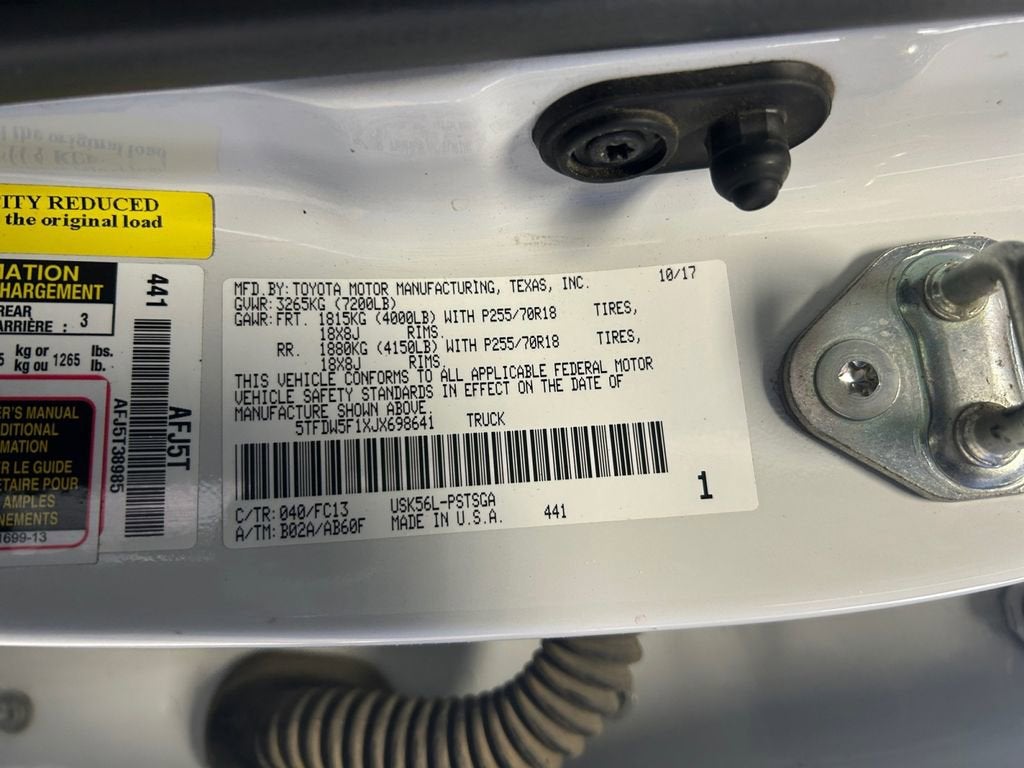 CITY REDUCED
the original load
MATION
CHARGEMENT
REAR
ARRIÈRE : 3
kg or 1265 lbs.
kg ou lb.
ER'S MANUAL
DITIONAL
MATION
ER LE GUIDE
ÉTAIRE POUR
AMPLES
NEMENTS
1699-13
441
AFJ5T
AFJ5T38985
MFD.BY:TOYOTA MOTOR MANUFACTURING, TEXAS, INC. 10/17
GVWR:3265KG (7200LB)
GAWR:FRT. 1815KG (4000LB) WITH P255/70R18 TIRES,
18X8J RIMS,
RR. 1880KG (4150LB) WITH P255/70R18 TIRES,
18X8J RIMS.
THIS VEHICLE CONFORMS TO ALL APPLICABLE FEDERAL MOTOR
VEHICLE SAFETY STANDARDS IN EFFECT ON THE DATE OF
MANUFACTURE SHOWN ABOVE.
5TFDW5F1XJX698641 TRUCK
C/TR:040/FC13 USK56L-PSTSGA
A/TM:B02A/AB60F MADE IN U.S.A. 441
1